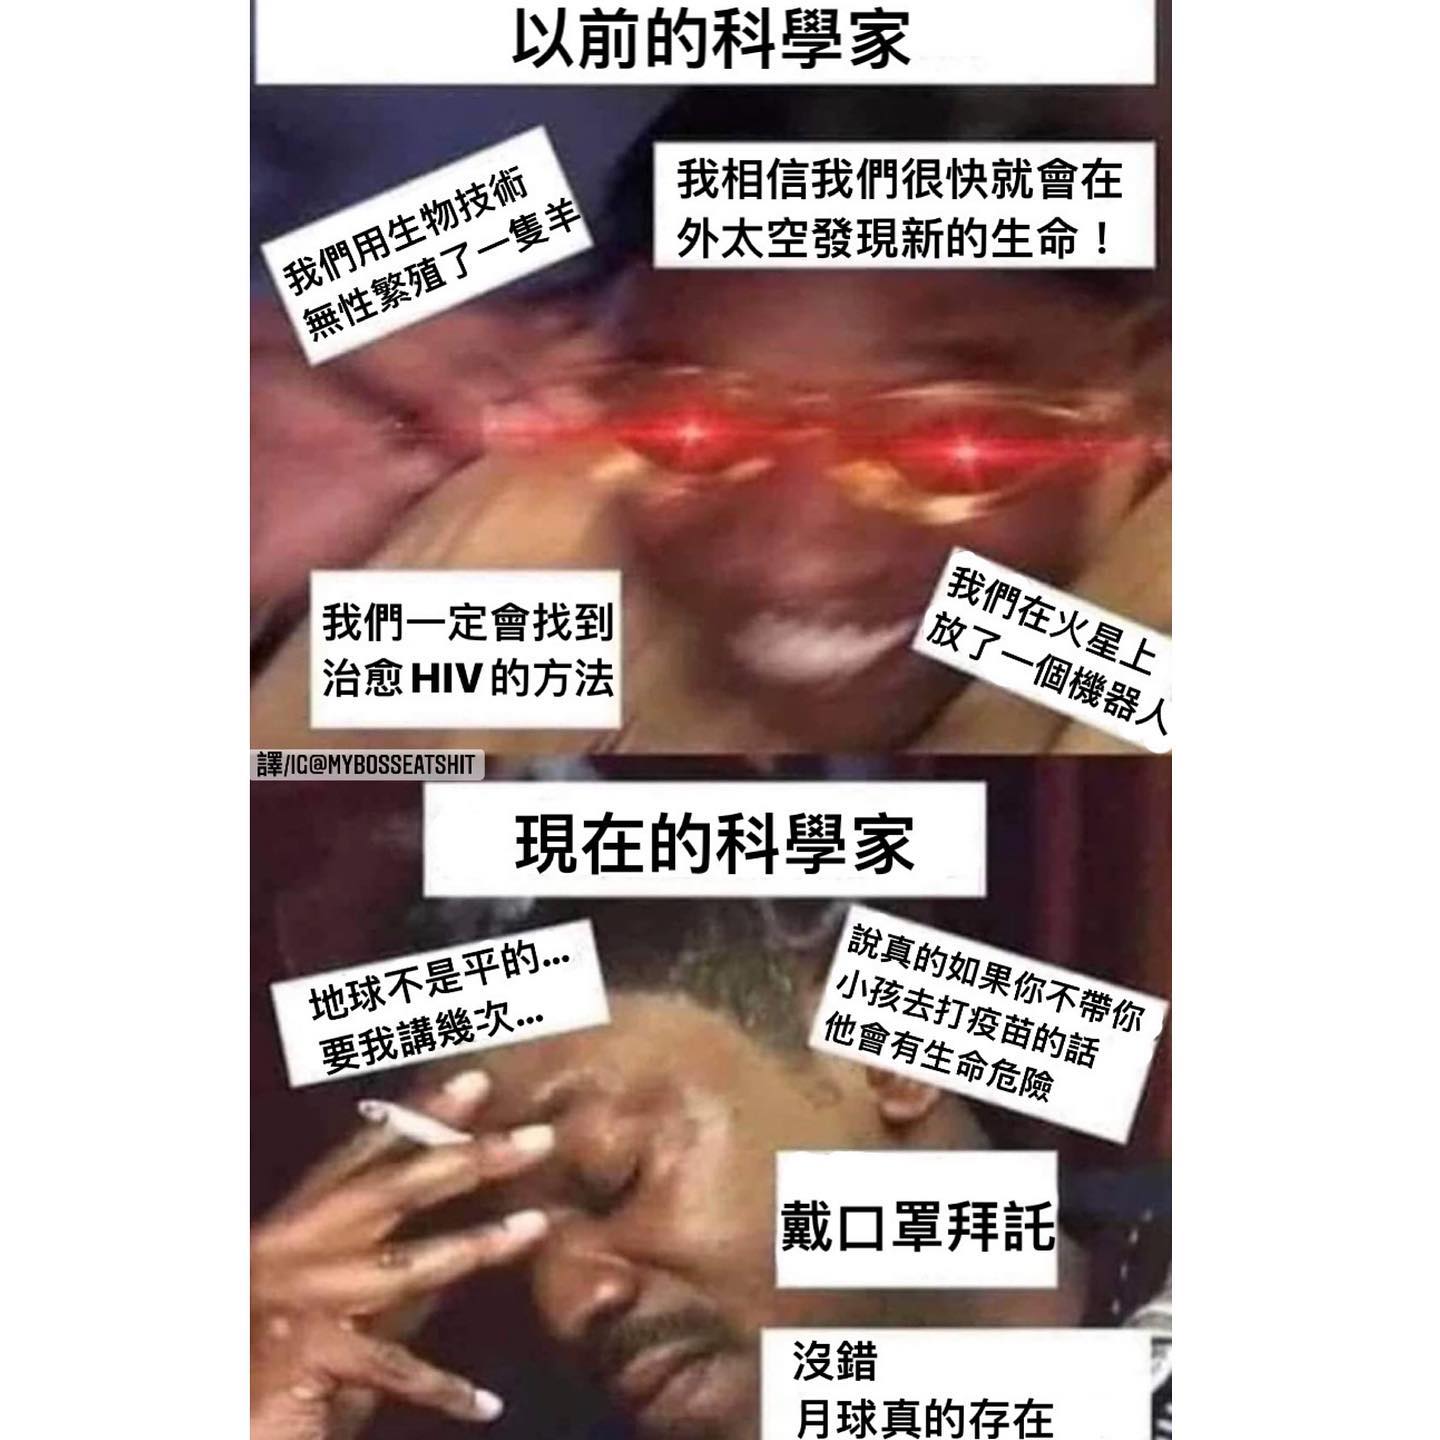 以前的科學家
我們用生物技術
無性繁殖了一隻羊
我相信我們很快就會在
外太空發現新的生命！
我們一定會找到
治愈HIV的方法
我們在火星上
放了一個機器人
譯/IG@MYBOSSEATSHIT
現在的科學家
地球不是平的...
要我講幾次...
說真的如果你不帶你
小孩去打疫苗的話
他會有生命危險
戴口罩拜託
沒錯
月球真的存在